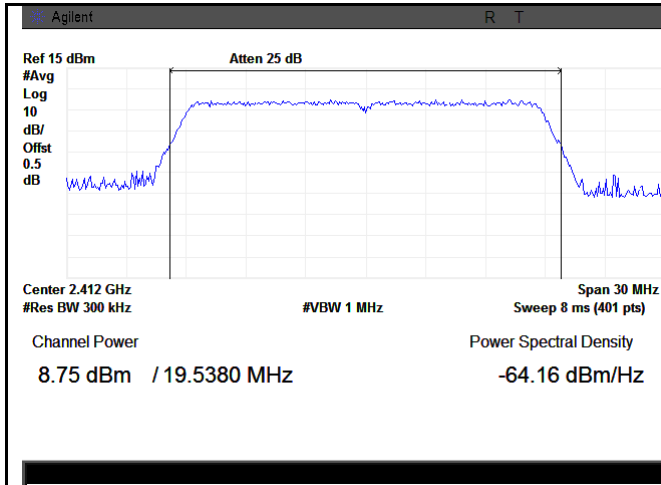 Agilent R T
Ref 15 dBm Atten 25 dB
#Avg
Log
10
dB/
Offst
0.5
dB
Center 2.412 GHz Span 30 MHz
#Res BW 300 kHz #VBW 1 MHz Sweep 8 ms (401 pts)
Channel Power Power Spectral Density
8.75 dBm / 19.5380 MHz -64.16 dBm/Hz